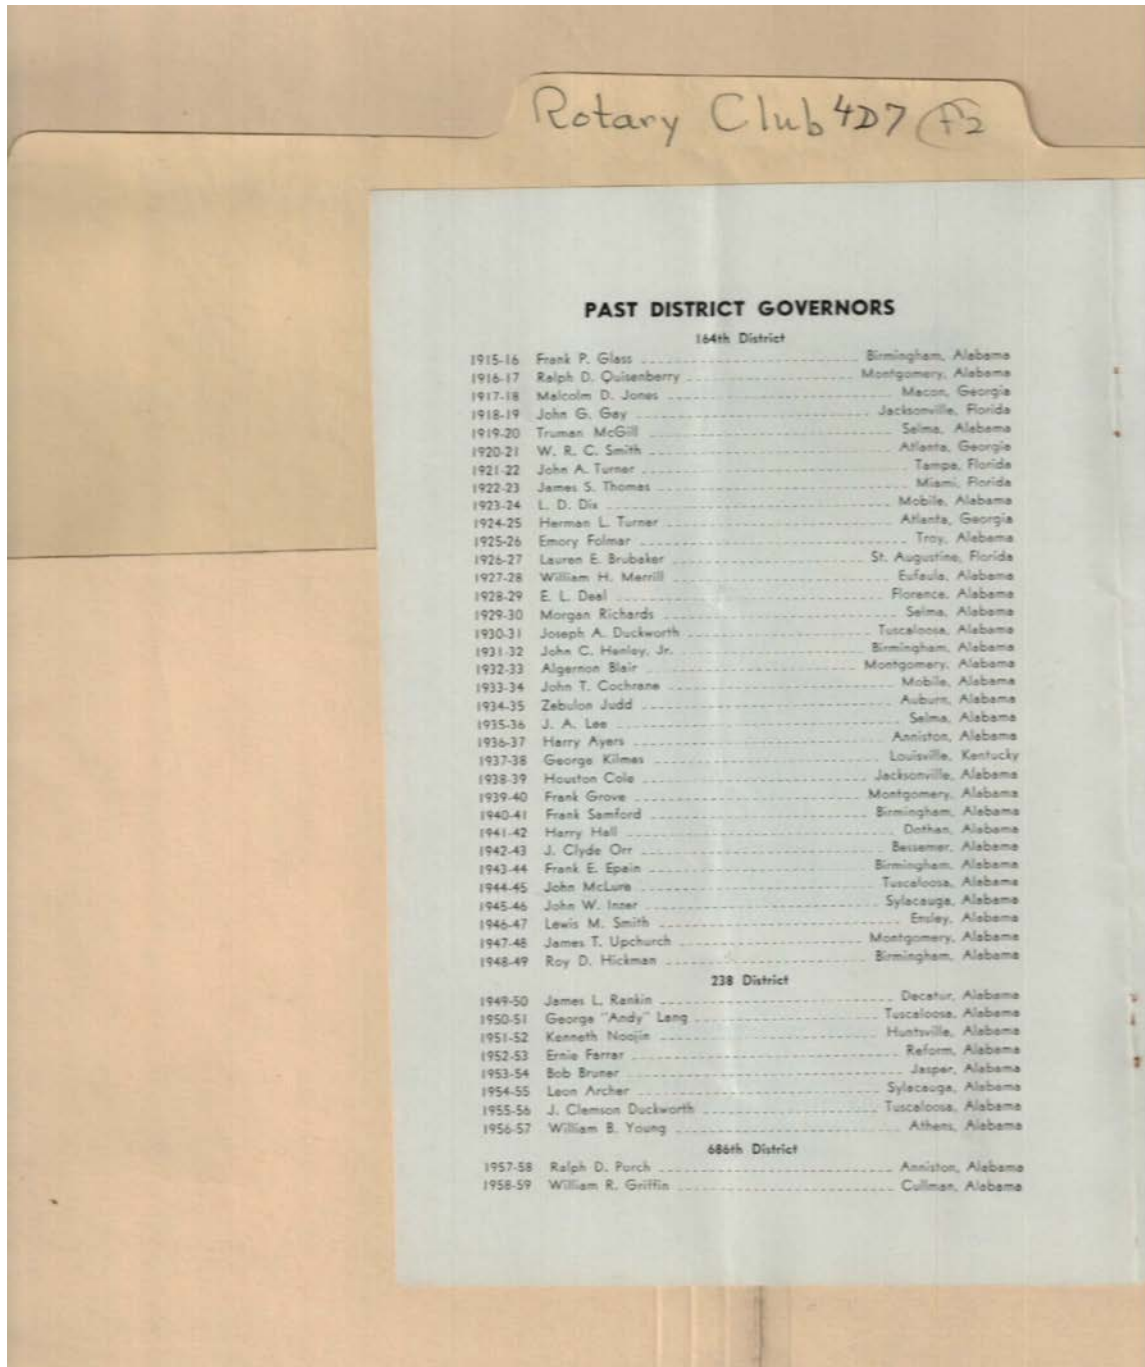 Rotary Club 4D7 F2
PAST DISTRICT GOVERNORS
164th District
1915-16 Frank P. Glass Birmingham, Alabama
1916-17 Ralph D. Quisenberry Montgomery, Alabama
1917-18 Malcolm D. Jones Macon, Georgia
1918-19 John G. Gay Jacksonville, Florida
1919-20 Truman McGill Selma, Alabama
1920-21 W. R. C. Smith Atlanta, Georgia
1921-22 John A. Turner Tampa, Florida
1922-23 James S. Thomas Miami, Florida
1923-24 L. D. Dix Mobile, Alabama
1924-25 Herman L. Turner Atlanta, Georgia
1925-26 Emory Folmar Troy, Alabama
1926-27 Lauren E. Brubaker St. Augustine, Florida
1927-28 William H. Merrill Eufaula, Alabama
1928-29 E. L. Deal Florence, Alabama
1929-30 Morgan Richards Selma, Alabama
1930-31 Joseph A. Duckworth Tuscaloosa, Alabama
1931-32 John C. Henley, Jr. Birmingham, Alabama
1932-33 Algernon Blair Montgomery, Alabama
1933-34 John T. Cochrane Mobile, Alabama
1934-35 Zebulon Judd Auburn, Alabama
1935-36 J. A. Lee Selma, Alabama
1936-37 Harry Ayers Anniston, Alabama
1937-38 George Kilmes Louisville, Kentucky
1938-39 Houston Cole Jacksonville, Alabama
1939-40 Frank Grove Montgomery, Alabama
1940-41 Frank Samford Birmingham, Alabama
1941-42 Harry Hall Dothan, Alabama
1942-43 J. Clyde Orr Bessemer, Alabama
1943-44 Frank E. Spain Birmingham, Alabama
1944-45 John McLure Tuscaloosa, Alabama
1945-46 John W. Inzer Sylacauga, Alabama
1946-47 Lewis M. Smith Ensley, Alabama
1947-48 James T. Upchurch Montgomery, Alabama
1948-49 Roy D. Hickman Birmingham, Alabama
238 District
1949-50 James L. Rankin Decatur, Alabama
1950-51 George "Andy" Lang Tuscaloosa, Alabama
1951-52 Kenneth Noojin Huntsville, Alabama
1952-53 Ernie Farrar Reform, Alabama
1953-54 Bob Bruner Jasper, Alabama
1954-55 Leon Archer Sylacauga, Alabama
1955-56 J. Clemson Duckworth Tuscaloosa, Alabama
1956-57 William B. Young Athens, Alabama
686th District
1957-58 Ralph D. Porch Anniston, Alabama
1958-59 William R. Griffin Cullman, Alabama